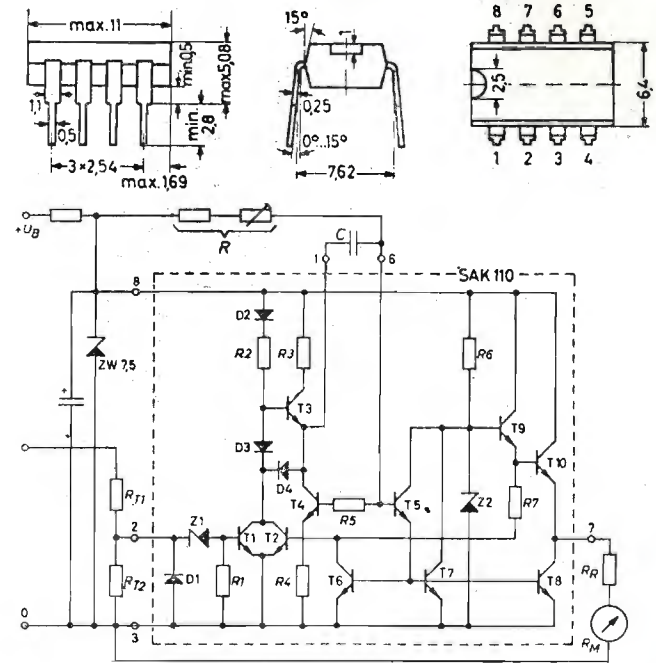 max.11
15°
8 7 6 5
min0,5
max5,08
1
1,1
0,5
min. 2,8
0,25
0°...15°
2,5
6,4
3×2,54
max.1,69
7,62
1 2 3 4
+U_B
R
C
1
6
SAK 110
8
D2
R2
R3
R6
ZW 7,5
T3
T9
D3
T10
D4
R_T1
T4
R5
T5
Z2
R7
2
Z1
T1
T2
7
R_T2
D1
R1
R4
T6
T7
T8
R_R
0
3
R_M